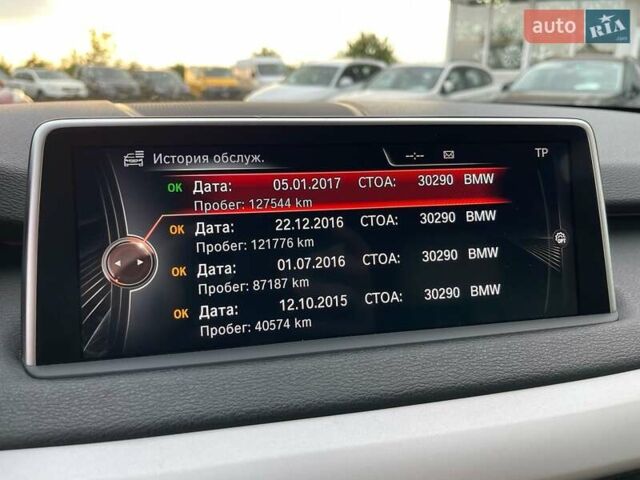 auto RIA
.com
История обслуж.
--:-- TP
OK Дата: 05.01.2017 СТОА: 30290 BMW
Пробег: 127544 km
OK Дата: 22.12.2016 СТОА: 30290 BMW
Пробег: 121776 km
OK Дата: 01.07.2016 СТОА: 30290 BMW
Пробег: 87187 km
OK Дата: 12.10.2015 СТОА: 30290 BMW
Пробег: 40574 km